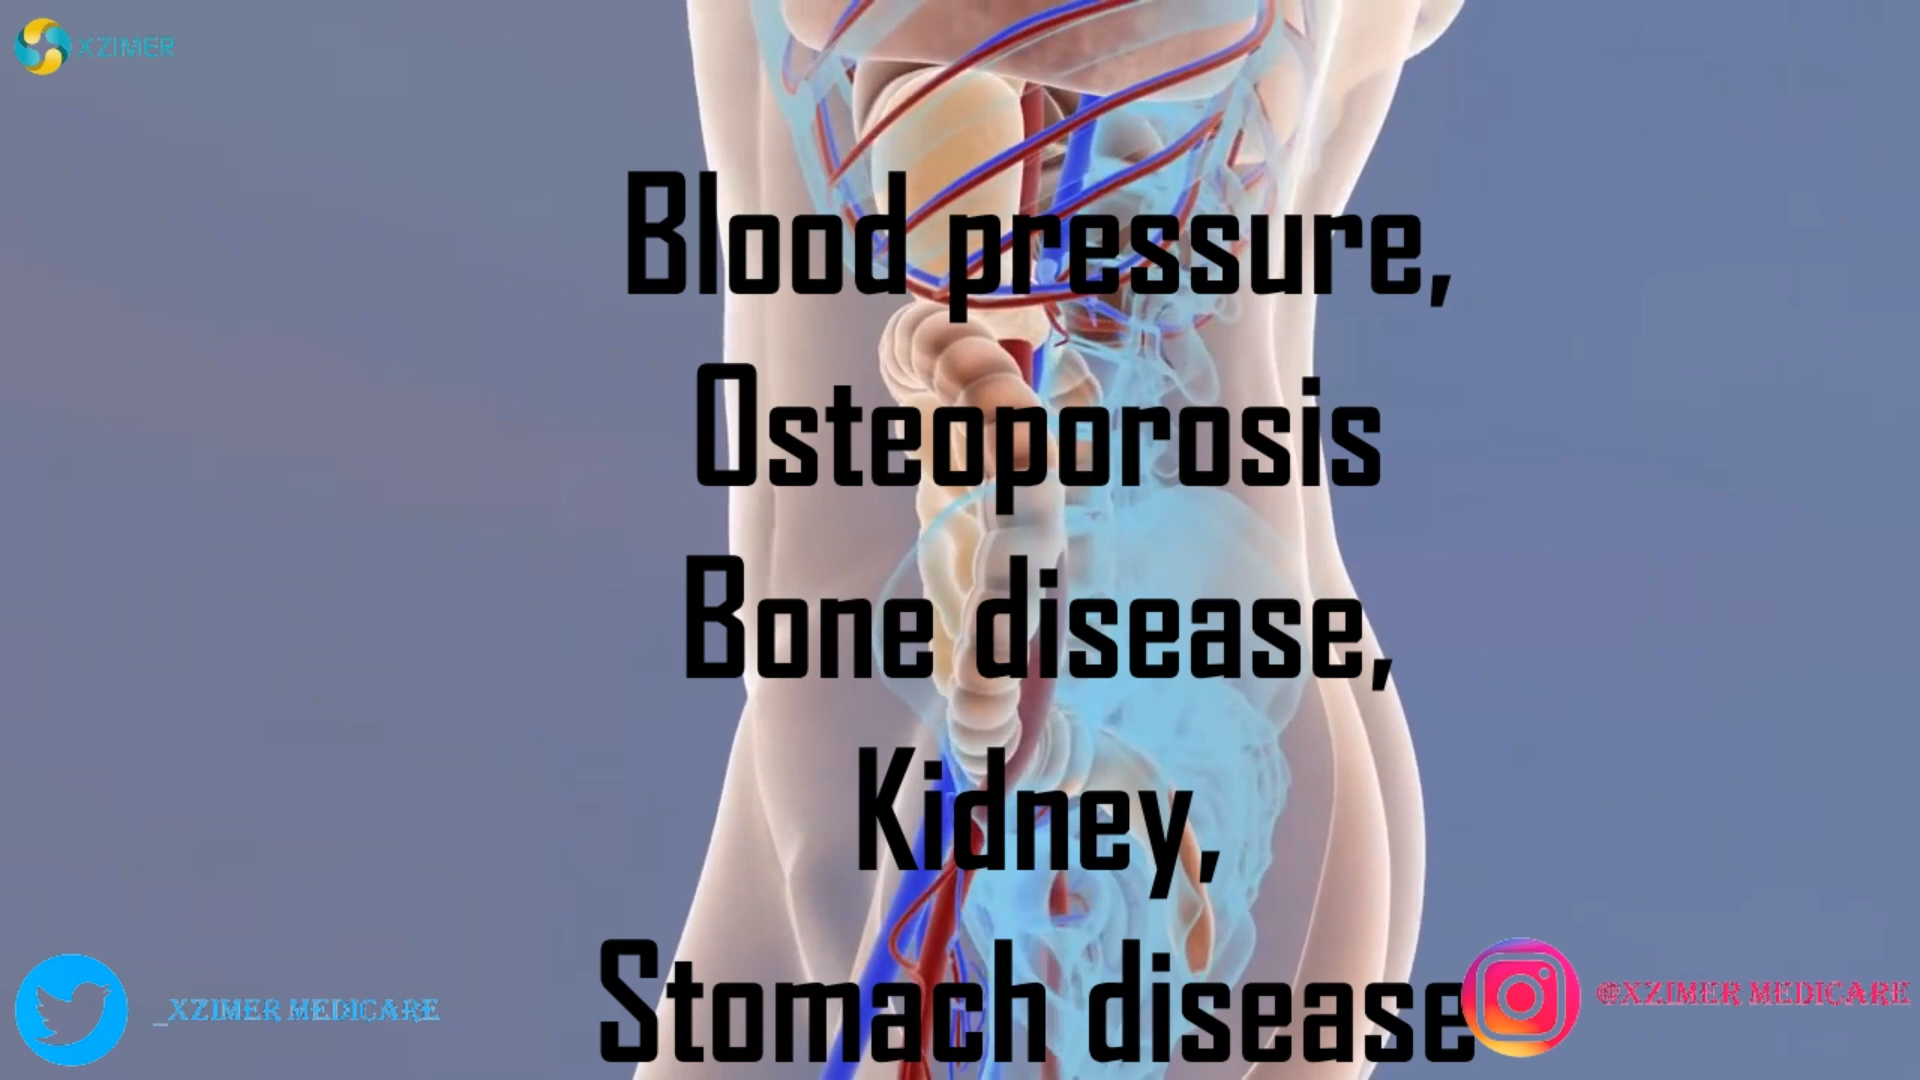 XZIMER
Blood pressure,
Osteoporosis
Bone disease,
Kidney,
Stomach disease
_XZIMER MEDICARE
@XZIMER MEDICARE